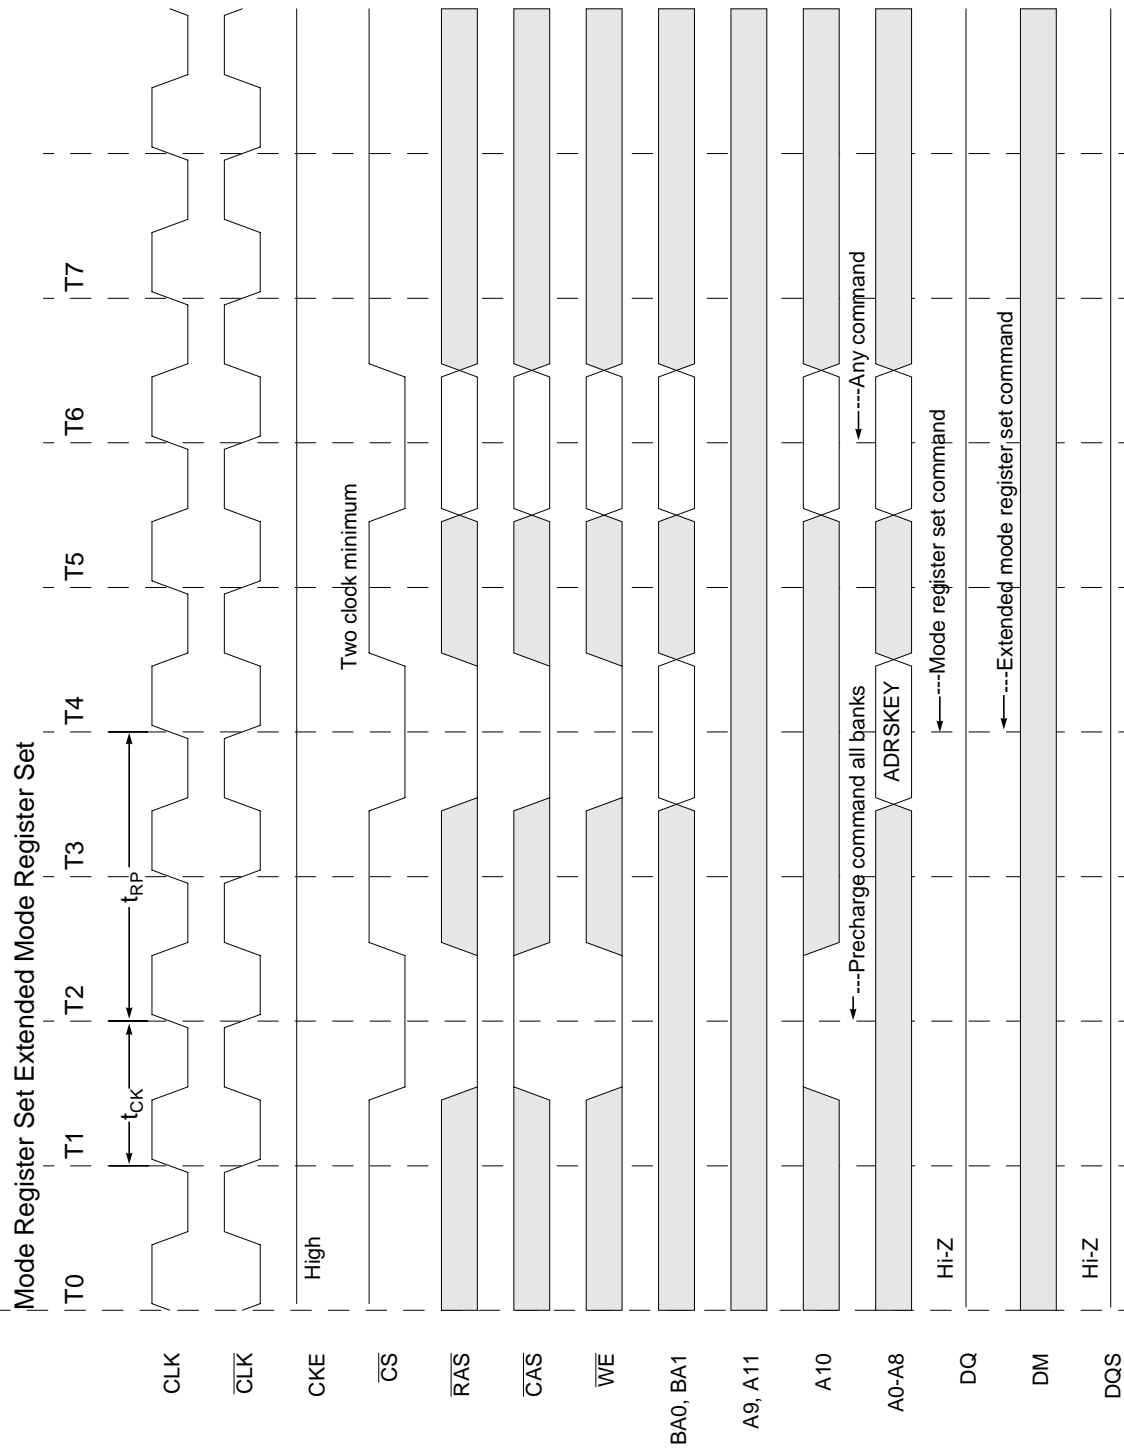 Mode Register Set Extended Mode Register Set
T0 T1 T2 T3 T4 T5 T6 T7
tCK
tRP
CLK
CLK
CKE
High
CS
Two clock minimum
RAS
CAS
WE
BA0, BA1
A9, A11
A10
---Precharge command all banks
----Any command
A0-A8
ADRSKEY
----Mode register set command
DQ
Hi-Z
----Extended mode register set command
DM
DQS
Hi-Z